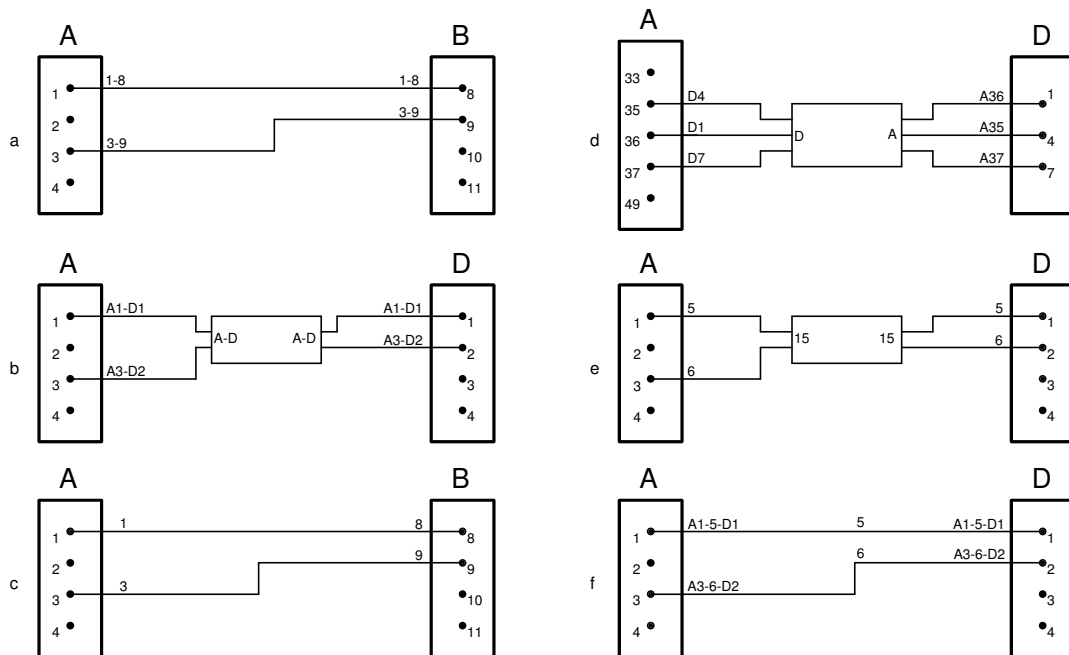 A B
1 1-8 1-8 8
2 3-9 9
a
3 3-9 10
4 11
A D
33
35 D4 A36 1
d 36 D1 D A A35 4
37 D7 A37 7
49
A D
1 A1-D1 A1-D1 1
2 A-D A-D A3-D2 2
b
3 A3-D2 3
4 4
A D
1 5 5 1
2 15 15 6 2
e
3 6 3
4 4
A B
1 1 8 8
2 9 9
c
3 3 10
4 11
A D
1 A1-5-D1 5 A1-5-D1 1
2 6 A3-6-D2 2
f
3 A3-6-D2 3
4 4